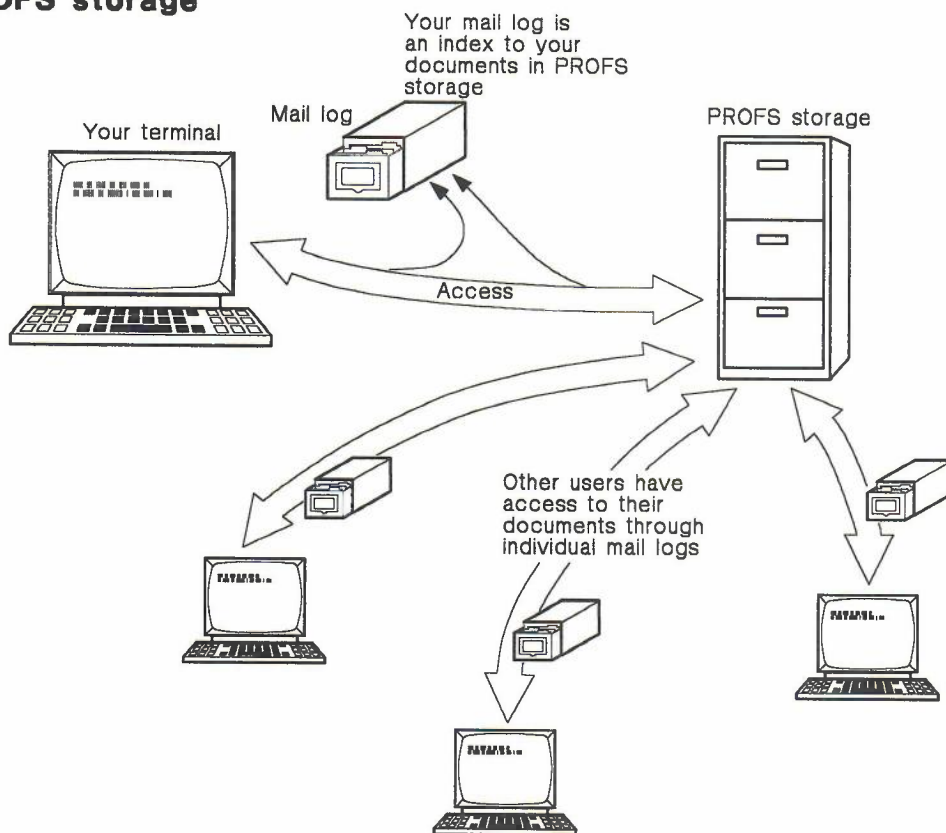 storage
Your mail log is
an index to your
documents in PROFS
storage
Mail log
Your terminal
PROFS storage
Access
Other users have
access to their
documents through
individual mail logs